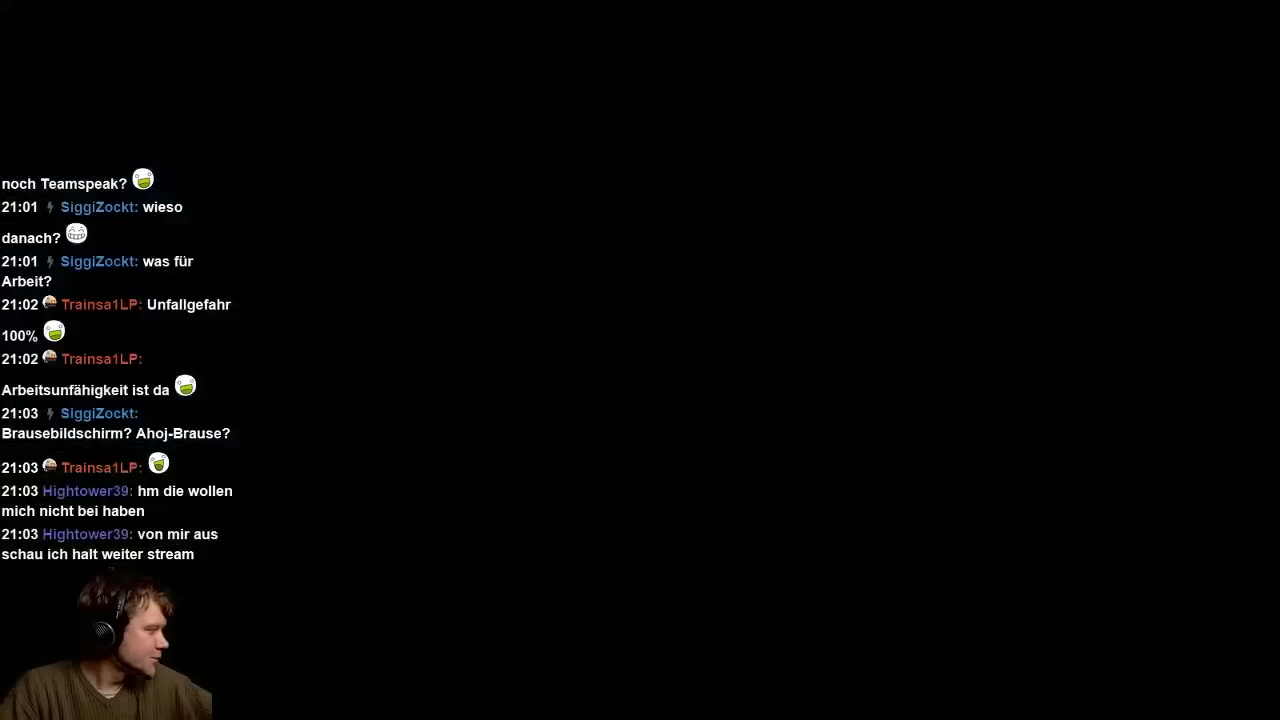 noch Teamspeak?
21:01 SiggiZockt: wieso
danach?
21:01 SiggiZockt: was für
Arbeit?
21:02 Trainsa1LP: Unfallgefahr
100%
21:02 Trainsa1LP:
Arbeitsunfähigkeit ist da
21:03 SiggiZockt:
Brausebildschirm? Ahoj-Brause?
21:03 Trainsa1LP:
21:03 Hightower39: hm die wollen
mich nicht bei haben
21:03 Hightower39: von mir aus
schau ich halt weiter stream